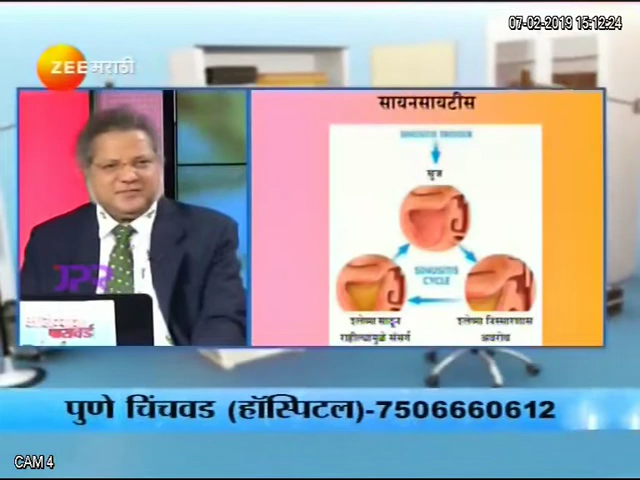 07-02-2019 15:12:24
ZEE मराठी
सायनसायटीस
सूज
JPR
SINUSITIS
CYCLE
श्लेष्मा साठून
श्लेष्मा निस्सारणास
राहील्यामुळे संसर्ग
अवरोध
पुणे चिंचवड (हॉस्पिटल)-7506660612
CAM 4